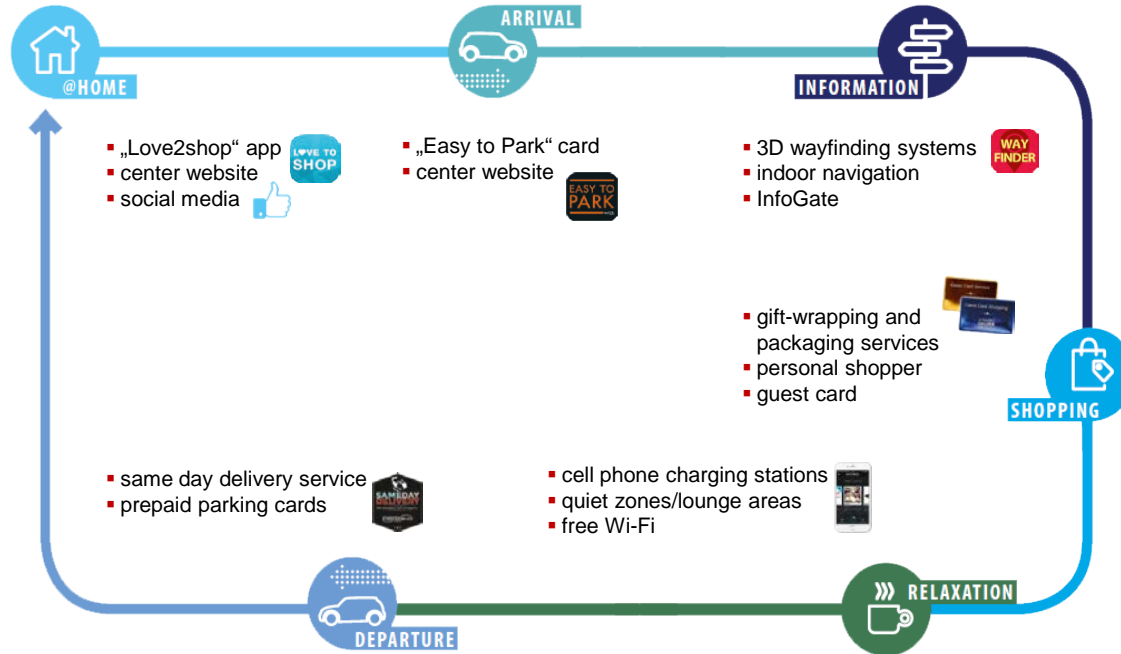 ARRIVAL
@HOME
INFORMATION
▪ „Love2shop“ app
▪ center website
▪ social media
LOVE TO
SHOP
▪ „Easy to Park“ card
▪ center website
EASY TO
PARK
▪ 3D wayfinding systems
▪ indoor navigation
▪ InfoGate
WAY
FINDER
▪ gift-wrapping and
packaging services
▪ personal shopper
▪ guest card
SHOPPING
▪ same day delivery service
▪ prepaid parking cards
SAMEDAY
DELIVERY
▪ cell phone charging stations
▪ quiet zones/lounge areas
▪ free Wi-Fi
RELAXATION
DEPARTURE